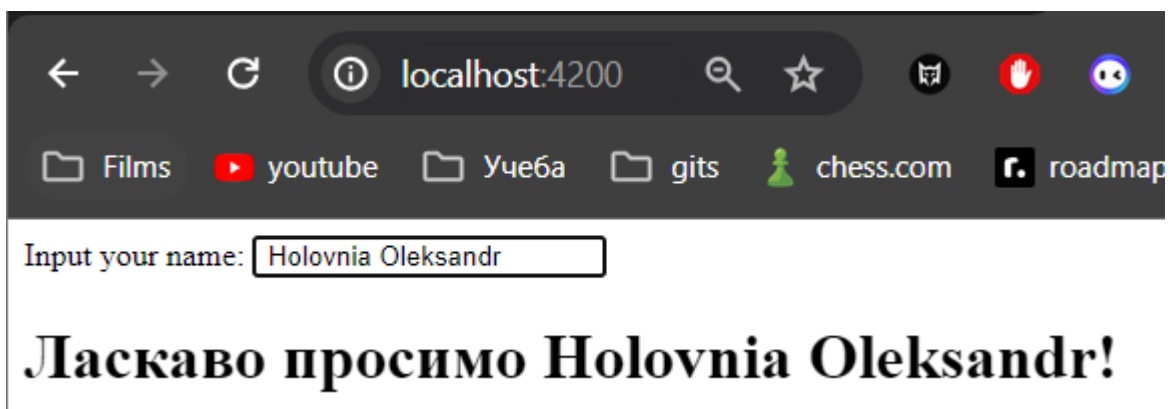 localhost:4200
Films youtube Учеба gits chess.com roadmap
Input your name: Holovnia Oleksandr
Ласкаво просимо Holovnia Oleksandr!